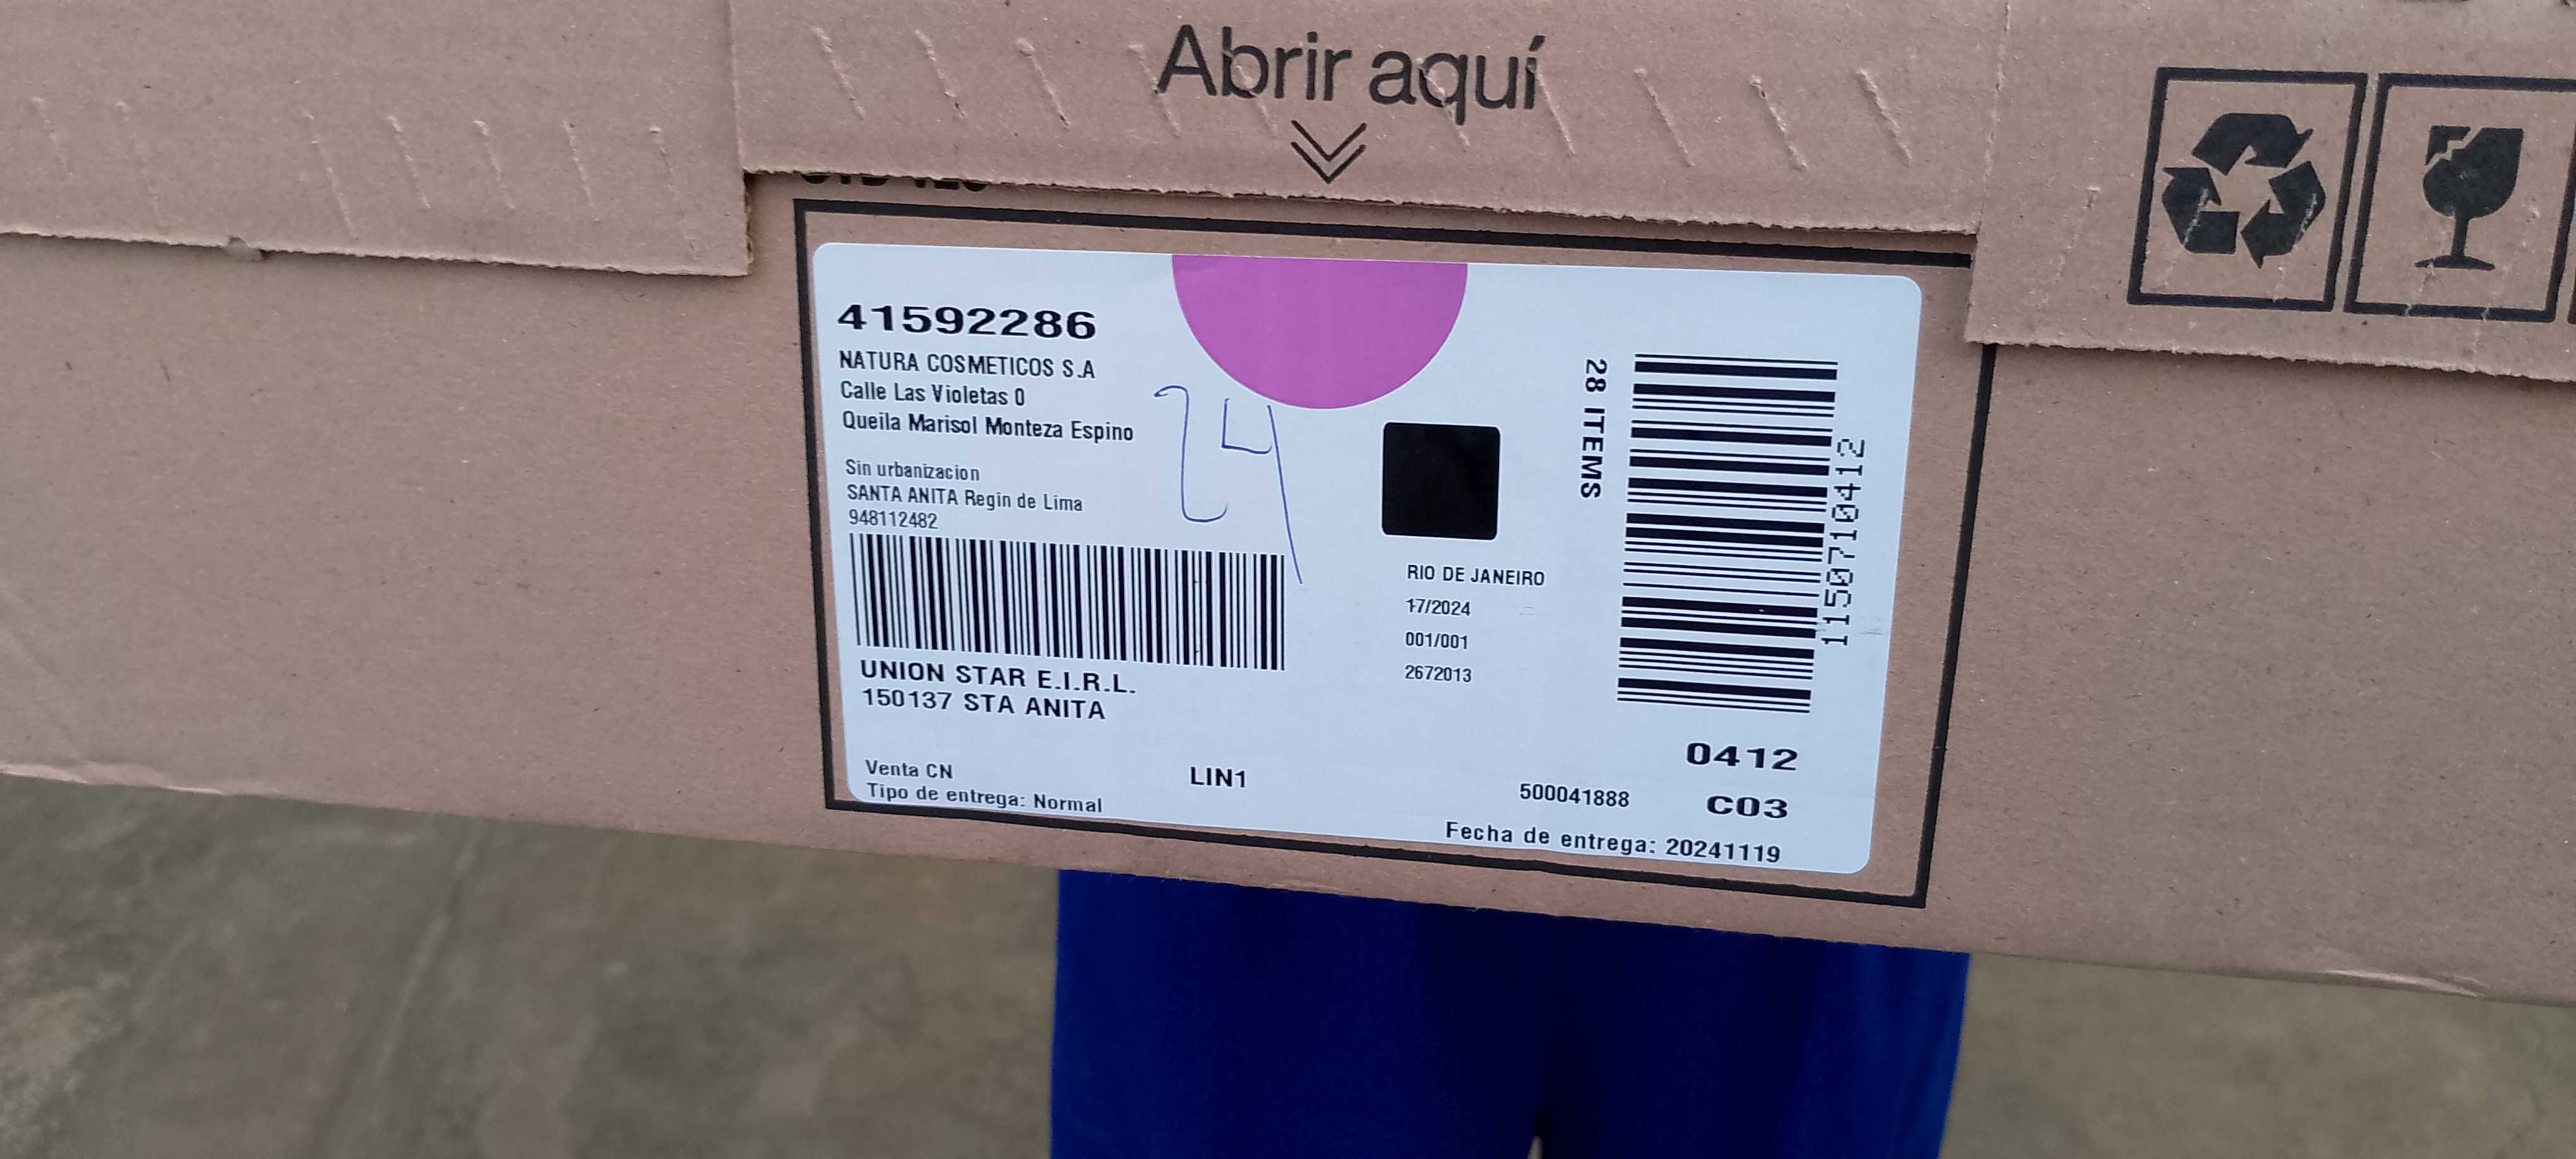 Abrir aquí
41592286
NATURA COSMETICOS S.A
Calle Las Violetas 0
Queila Marisol Monteza Espino
Sin urbanizacion
SANTA ANITA Regin de Lima
948112482
24
UNION STAR E.I.R.L.
150137 STA ANITA
Venta CN
Tipo de entrega: Normal
LIN1
RIO DE JANEIRO
17/2024
001/001
2672013
28 ITEMS
1150710412
0412
500041888
C03
Fecha de entrega: 20241119